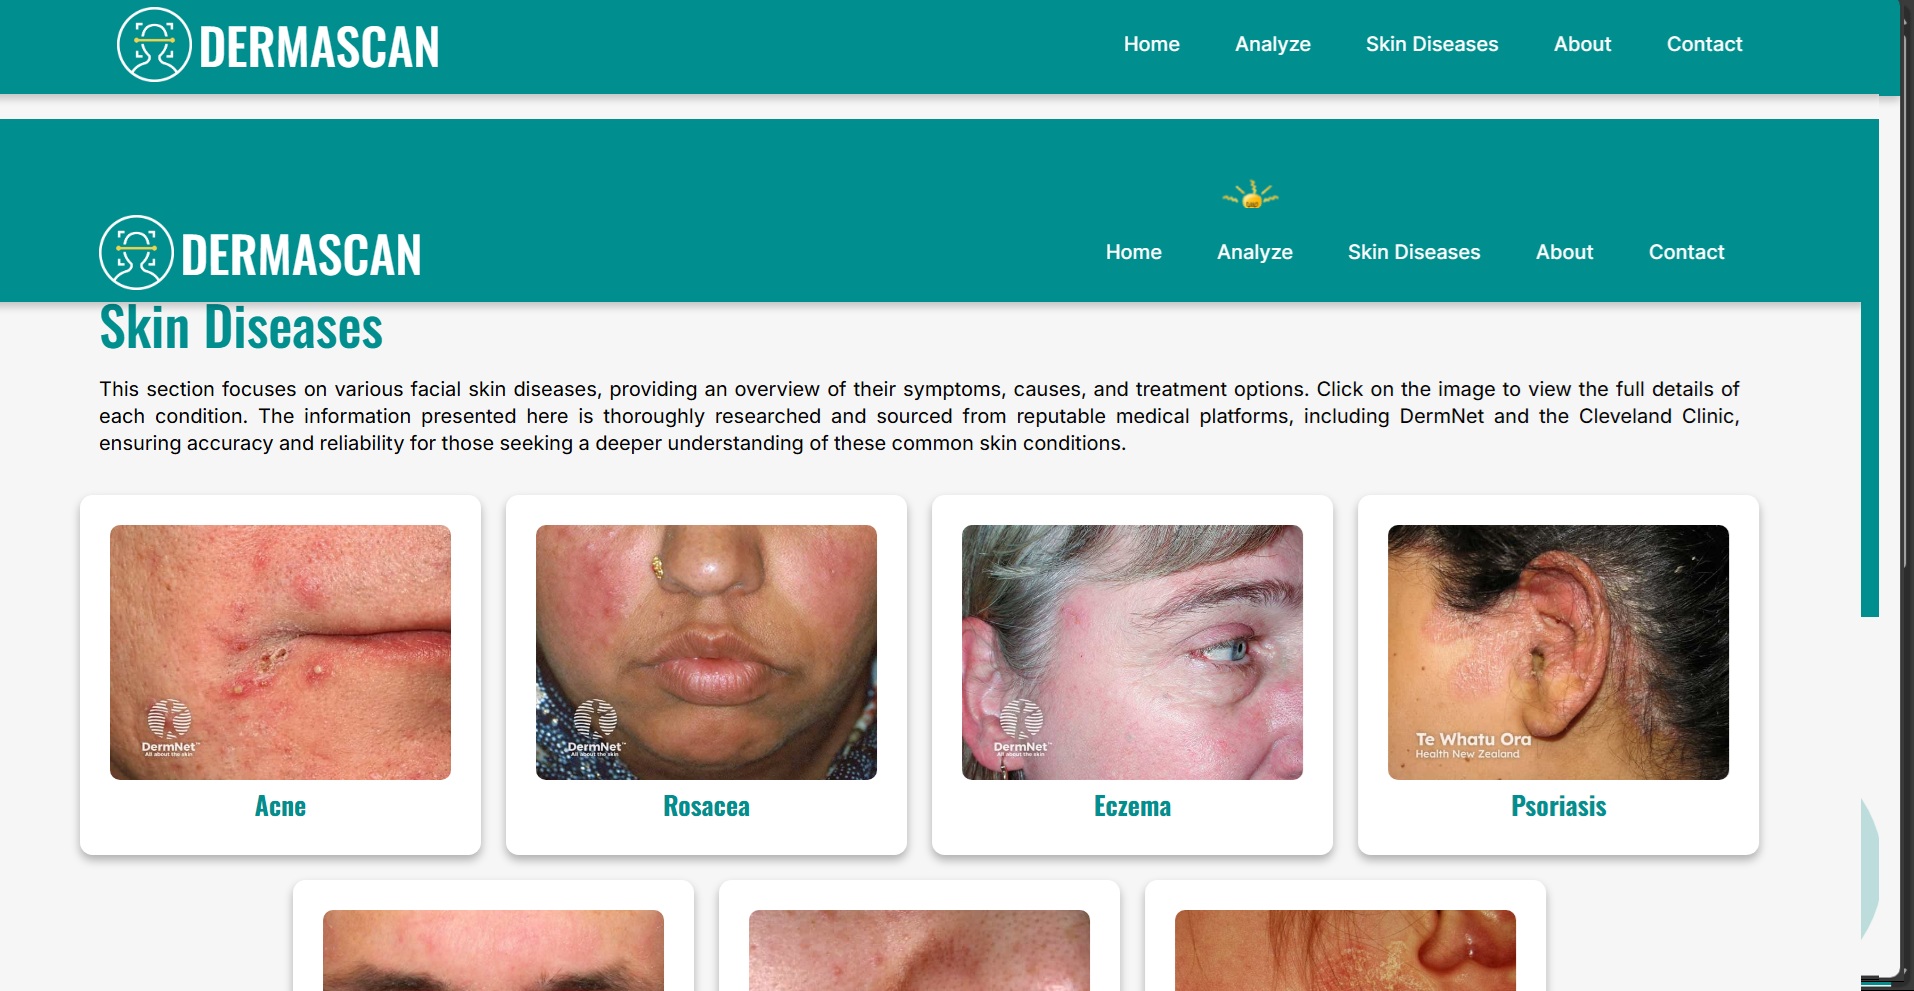 DERMASCAN
Home Analyze Skin Diseases About Contact
DERMASCAN
Home Analyze Skin Diseases About Contact
Skin Diseases
This section focuses on various facial skin diseases, providing an overview of their symptoms, causes, and treatment options. Click on the image to view the full details of
each condition. The information presented here is thoroughly researched and sourced from reputable medical platforms, including DermNet and the Cleveland Clinic,
ensuring accuracy and reliability for those seeking a deeper understanding of these common skin conditions.
DermNet™
All about the skin
DermNet™
All about the skin
DermNet™
All about the skin
Te Whatu Ora
Health New Zealand
Acne
Rosacea
Eczema
Psoriasis